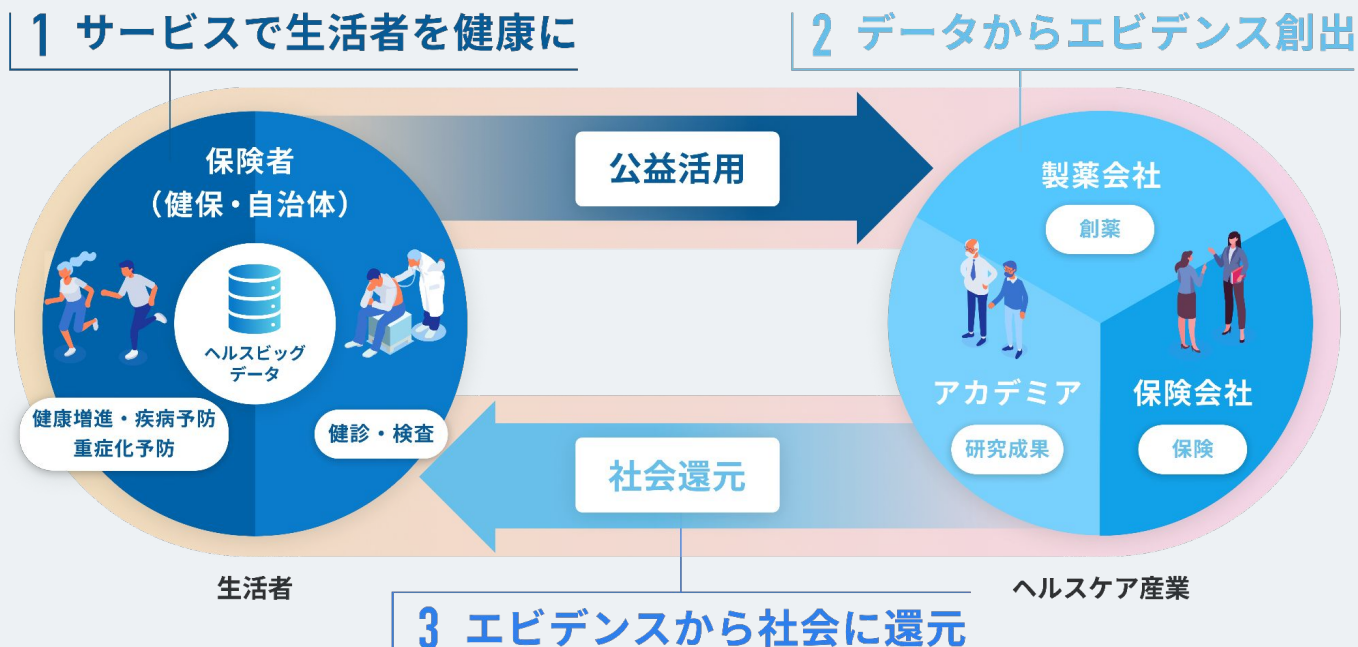 1 サービスで生活者を健康に
2 データからエビデンス創出
保険者
（健保・自治体）
ヘルスビッグ
データ
健康増進・疾病予防
重症化予防
健診・検査
生活者
公益活用
社会還元
製薬会社
創薬
アカデミア
研究成果
保険会社
保険
ヘルスケア産業
3 エビデンスから社会に還元